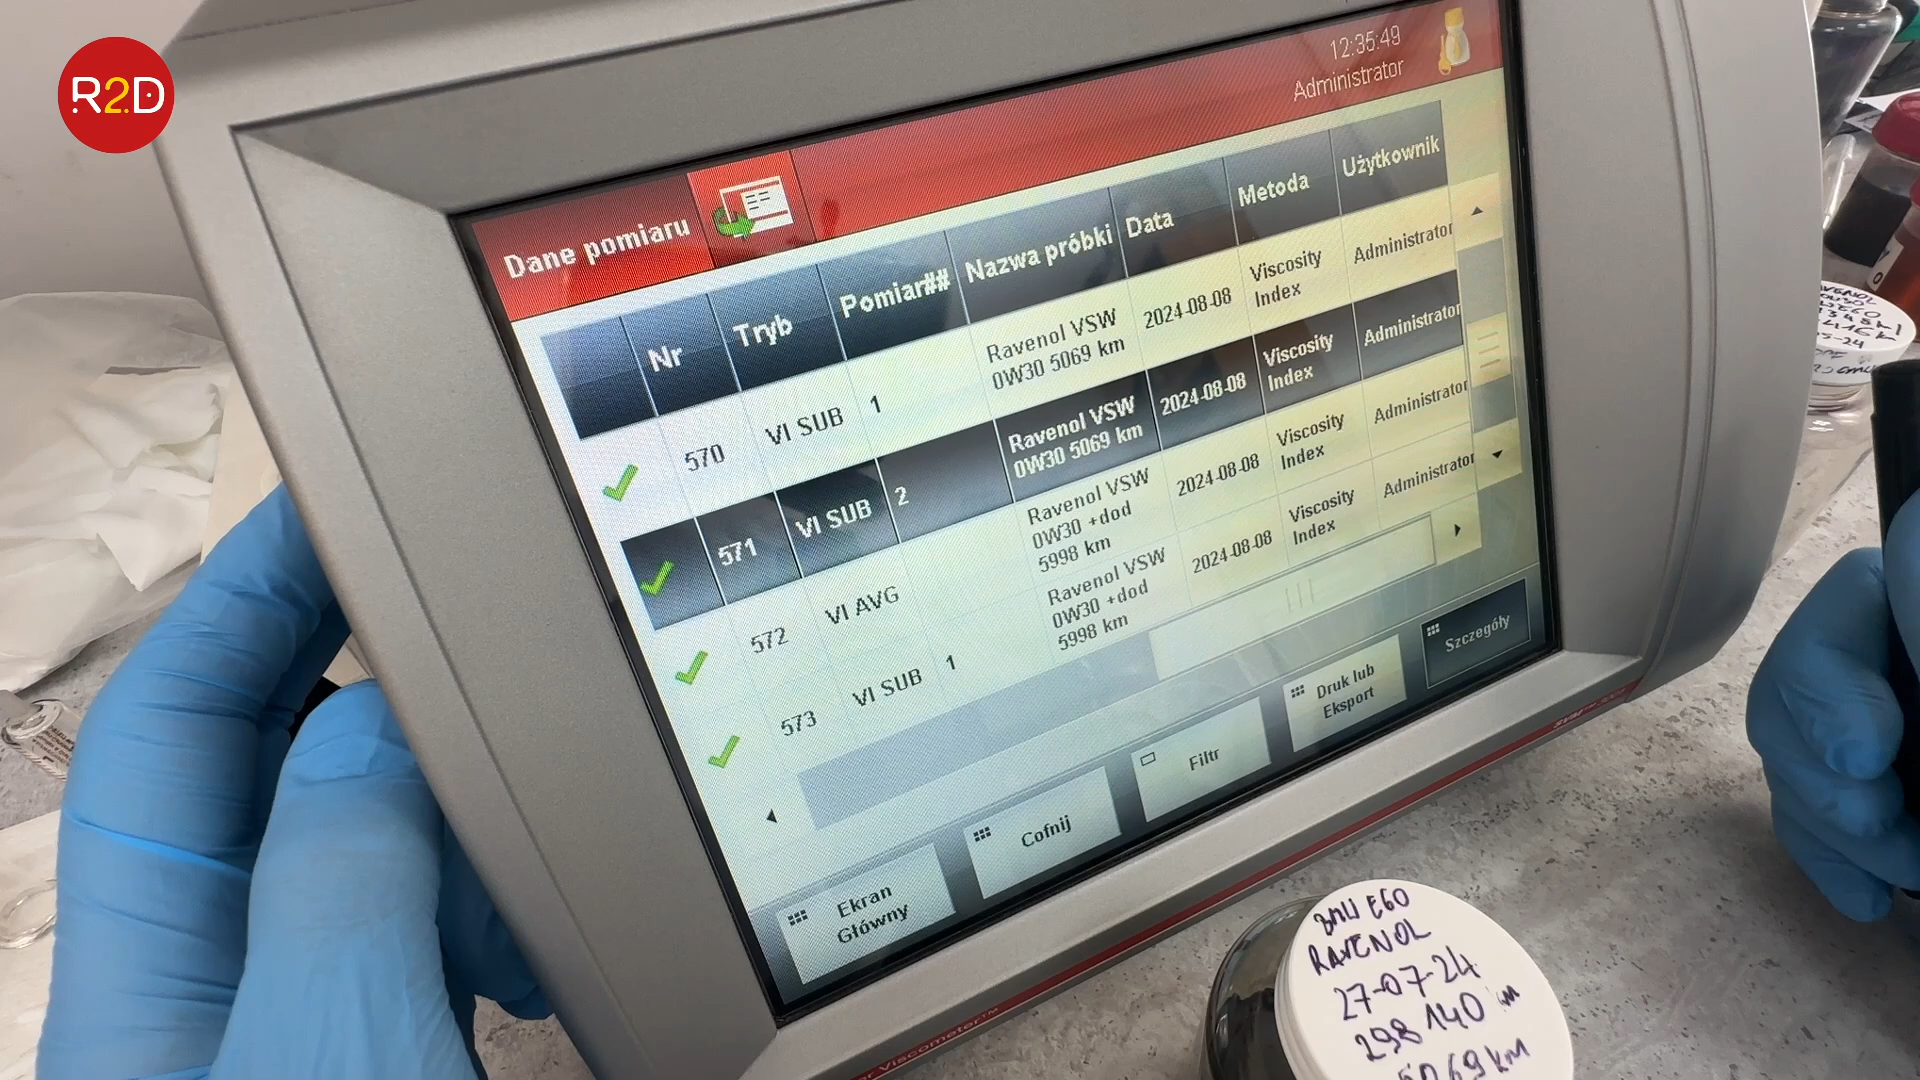 R2D
12:35:49
Administrator
Dane pomiaru
Nr Tryb Pomiar## Nazwa próbki Data Metoda Użytkownik
570 VI SUB 1 Ravenol VSW 0W30 5069 km 2024-08-08 Viscosity Index Administrator
571 VI SUB 2 Ravenol VSW 0W30 5069 km 2024-08-08 Viscosity Index Administrator
572 VI AVG Ravenol VSW 0W30 +dod 5998 km 2024-08-08 Viscosity Index Administrator
573 VI SUB 1 Ravenol VSW 0W30 +dod 5998 km 2024-08-08 Viscosity Index Administrator
Ekran Główny
Cofnij
Filtr
Druk lub Eksport
Szczegóły
Viscometer™
BMW E60
RAVENOL
27-07-24
298 140 km
5069 km